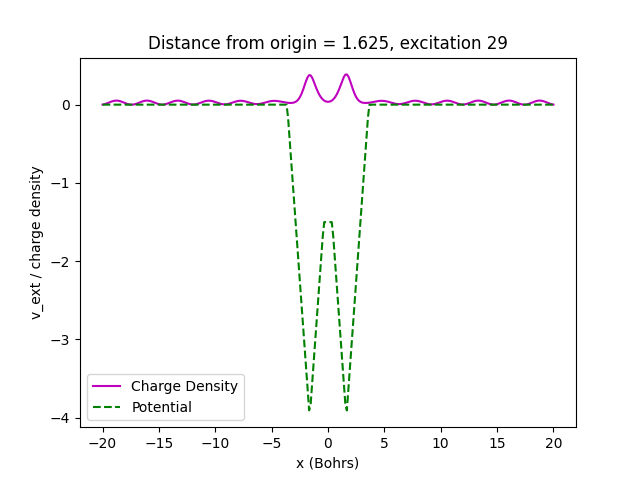 Distance from origin = 1.625, excitation 29
v_ext / charge density
0
−1
−2
−3
−4
Charge Density
Potential
−20 −15 −10 −5 0 5 10 15 20
x (Bohrs)